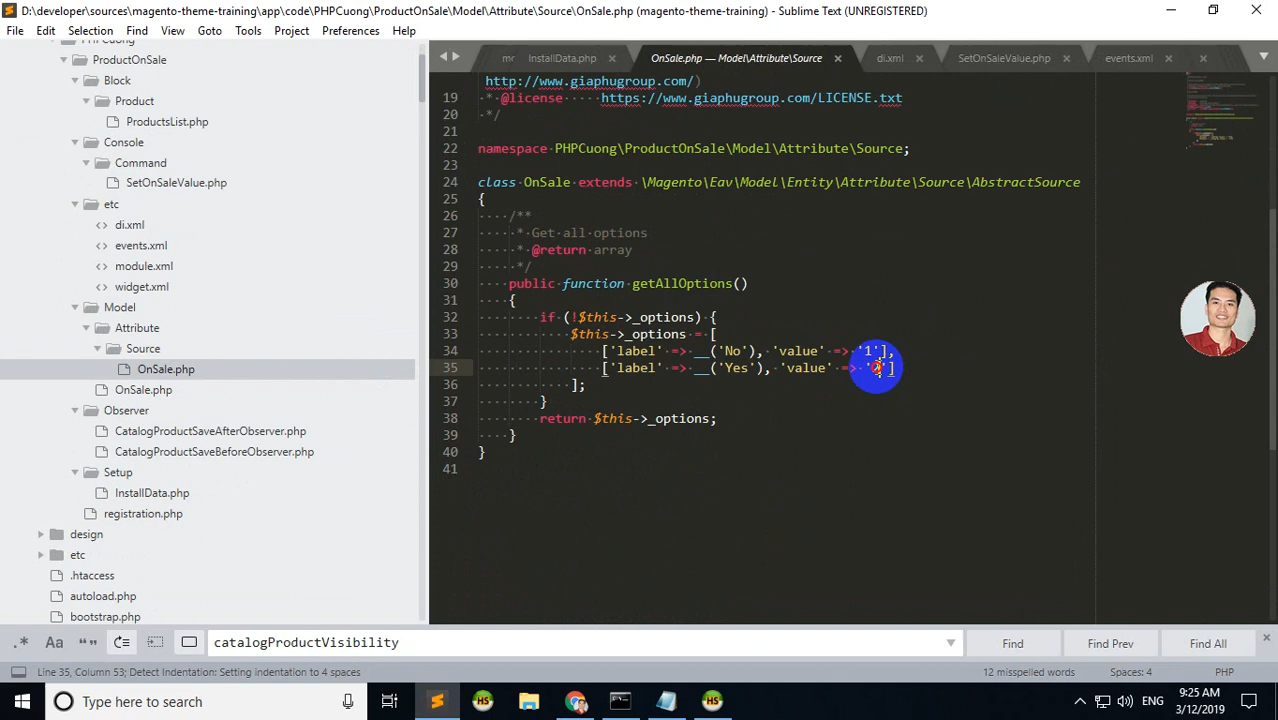 D:\developer\sources\magento-theme-training\app\code\PHPCuong\ProductOnSale\Model\Attribute\Source\OnSale.php (magento-theme-training) - Sublime Text (UNREGISTERED)
File Edit Selection Find View Goto Tools Project Preferences Help
PHPCuong
ProductOnSale
Block
Product
ProductsList.php
Console
Command
SetOnSaleValue.php
etc
di.xml
events.xml
module.xml
widget.xml
Model
Attribute
Source
OnSale.php
OnSale.php
Observer
CatalogProductSaveAfterObserver.php
CatalogProductSaveBeforeObserver.php
Setup
InstallData.php
registration.php
design
etc
.htaccess
autoload.php
bootstrap.php
InstallData.php OnSale.php — Model\Attribute\Source di.xml SetOnSaleValue.php events.xml
http://www.giaphugroup.com/)
19 * @license https://www.giaphugroup.com/LICENSE.txt
20 */
21
22 namespace PHPCuong\ProductOnSale\Model\Attribute\Source;
23
24 class OnSale extends \Magento\Eav\Model\Entity\Attribute\Source\AbstractSource
25 {
26 /**
27 * Get all options
28 * @return array
29 */
30 public function getAllOptions()
31 {
32 if (!$this->_options) {
33 $this->_options = [
34 ['label' => __('No'), 'value' => '1'],
35 ['label' => __('Yes'), 'value' => ' ']
36 ];
37 }
38 return $this->_options;
39 }
40 }
41
.* Aa “” catalogProductVisibility Find Find Prev Find All
Line 35, Column 53; Detect Indentation: Setting indentation to 4 spaces 12 misspelled words Spaces: 4 PHP
Type here to search HS HS ENG 9:25 AM
3/12/2019